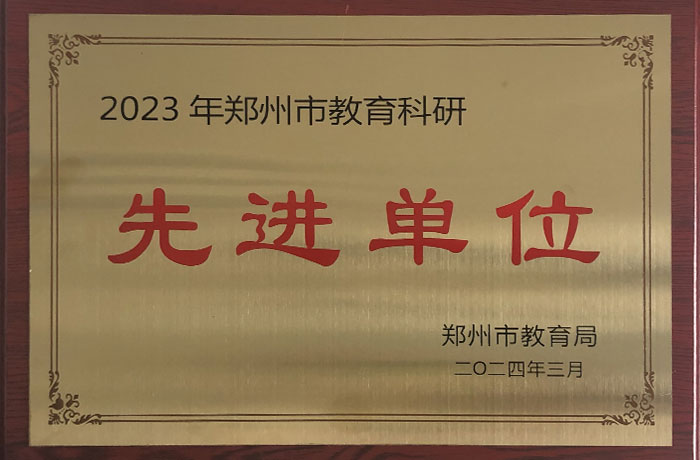 2023 年郑州市教育科研
先进单位
郑州市教育局
二〇二四年三月